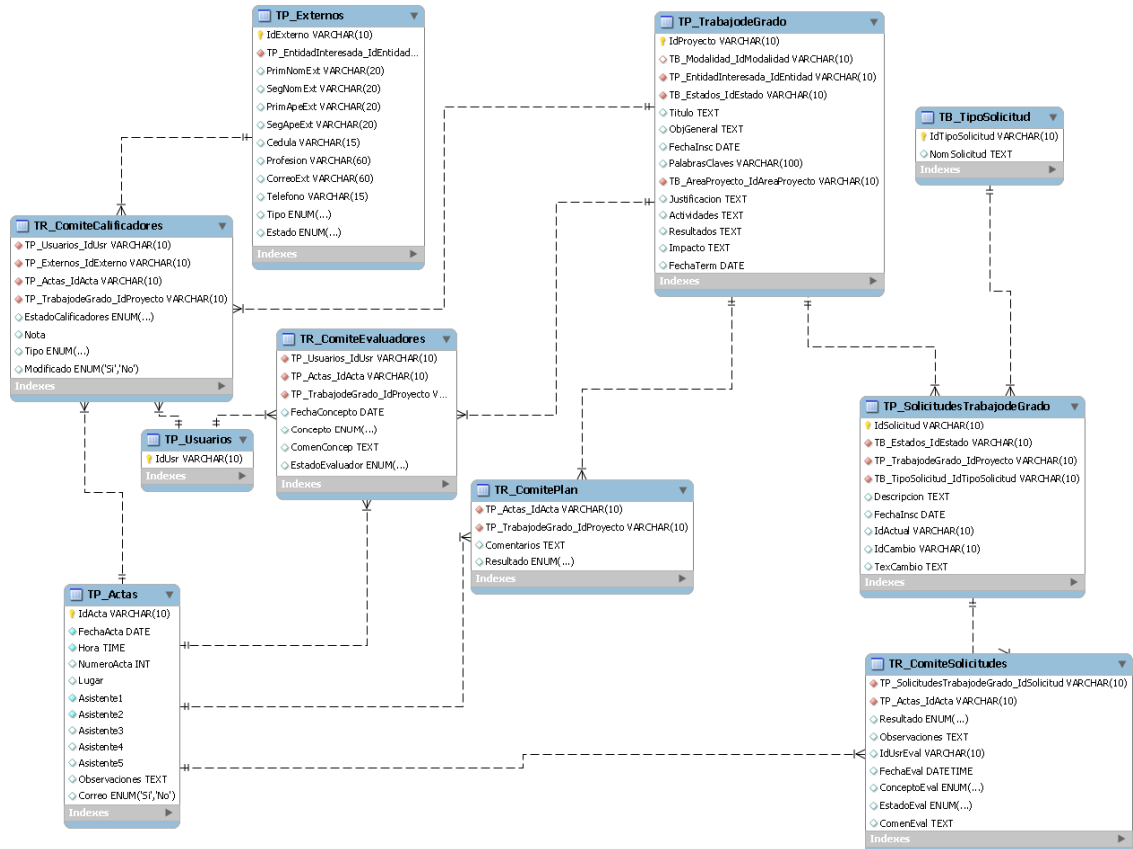 TP_Externos
IdExterno VARCHAR(10)
TP_EntidadInteresada_IdEntidad...
PrimNomExt VARCHAR(20)
SegNomExt VARCHAR(20)
PrimApeExt VARCHAR(20)
SegApeExt VARCHAR(20)
Cedula VARCHAR(15)
Profesion VARCHAR(60)
CorreoExt VARCHAR(60)
Telefono VARCHAR(15)
Tipo ENUM(...)
Estado ENUM(...)
Indexes
TP_TrabajodeGrado
IdProyecto VARCHAR(10)
TB_Modalidad_IdModalidad VARCHAR(10)
TP_EntidadInteresada_IdEntidad VARCHAR(10)
TB_Estados_IdEstado VARCHAR(10)
Titulo TEXT
ObjGeneral TEXT
FechaInsc DATE
PalabrasClaves VARCHAR(100)
TB_AreaProyecto_IdAreaProyecto VARCHAR(10)
Justificacion TEXT
Actividades TEXT
Resultados TEXT
Impacto TEXT
FechaTerm DATE
Indexes
TB_TipoSolicitud
IdTipoSolicitud VARCHAR(10)
NomSolicitud TEXT
Indexes
TR_ComiteCalificadores
TP_Usuarios_IdUsr VARCHAR(10)
TP_Externos_IdExterno VARCHAR(10)
TP_Actas_IdActa VARCHAR(10)
TP_TrabajodeGrado_IdProyecto VARCHAR(10)
EstadoCalificadores ENUM(...)
Nota
Tipo ENUM(...)
Modificado ENUM('Si','No')
Indexes
TR_ComiteEvaluadores
TP_Usuarios_IdUsr VARCHAR(10)
TP_Actas_IdActa VARCHAR(10)
TP_TrabajodeGrado_IdProyecto V...
FechaConcepto DATE
Concepto ENUM(...)
ComenConcep TEXT
EstadoEvaluador ENUM(...)
Indexes
TP_Usuarios
IdUsr VARCHAR(10)
Indexes
TR_ComitePlan
TP_Actas_IdActa VARCHAR(10)
TP_TrabajodeGrado_IdProyecto VARCHAR(10)
Comentarios TEXT
Resultado ENUM(...)
Indexes
TP_SolicitudesTrabajodeGrado
IdSolicitud VARCHAR(10)
TB_Estados_IdEstado VARCHAR(10)
TP_TrabajodeGrado_IdProyecto VARCHAR(10)
TB_TipoSolicitud_IdTipoSolicitud VARCHAR(10)
Descripcion TEXT
FechaInsc DATE
IdActual VARCHAR(10)
IdCambio VARCHAR(10)
TexCambio TEXT
Indexes
TP_Actas
IdActa VARCHAR(10)
FechaActa DATE
Hora TIME
NumeroActa INT
Lugar
Asistente1
Asistente2
Asistente3
Asistente4
Asistente5
Observaciones TEXT
Correo ENUM('Si','No')
Indexes
TR_ComiteSolicitudes
TP_SolicitudesTrabajodeGrado_IdSolicitud VARCHAR(10)
TP_Actas_IdActa VARCHAR(10)
Resultado ENUM(...)
Observaciones TEXT
IdUsrEval VARCHAR(10)
FechaEval DATETIME
ConceptoEval ENUM(...)
EstadoEval ENUM(...)
ComenEval TEXT
Indexes